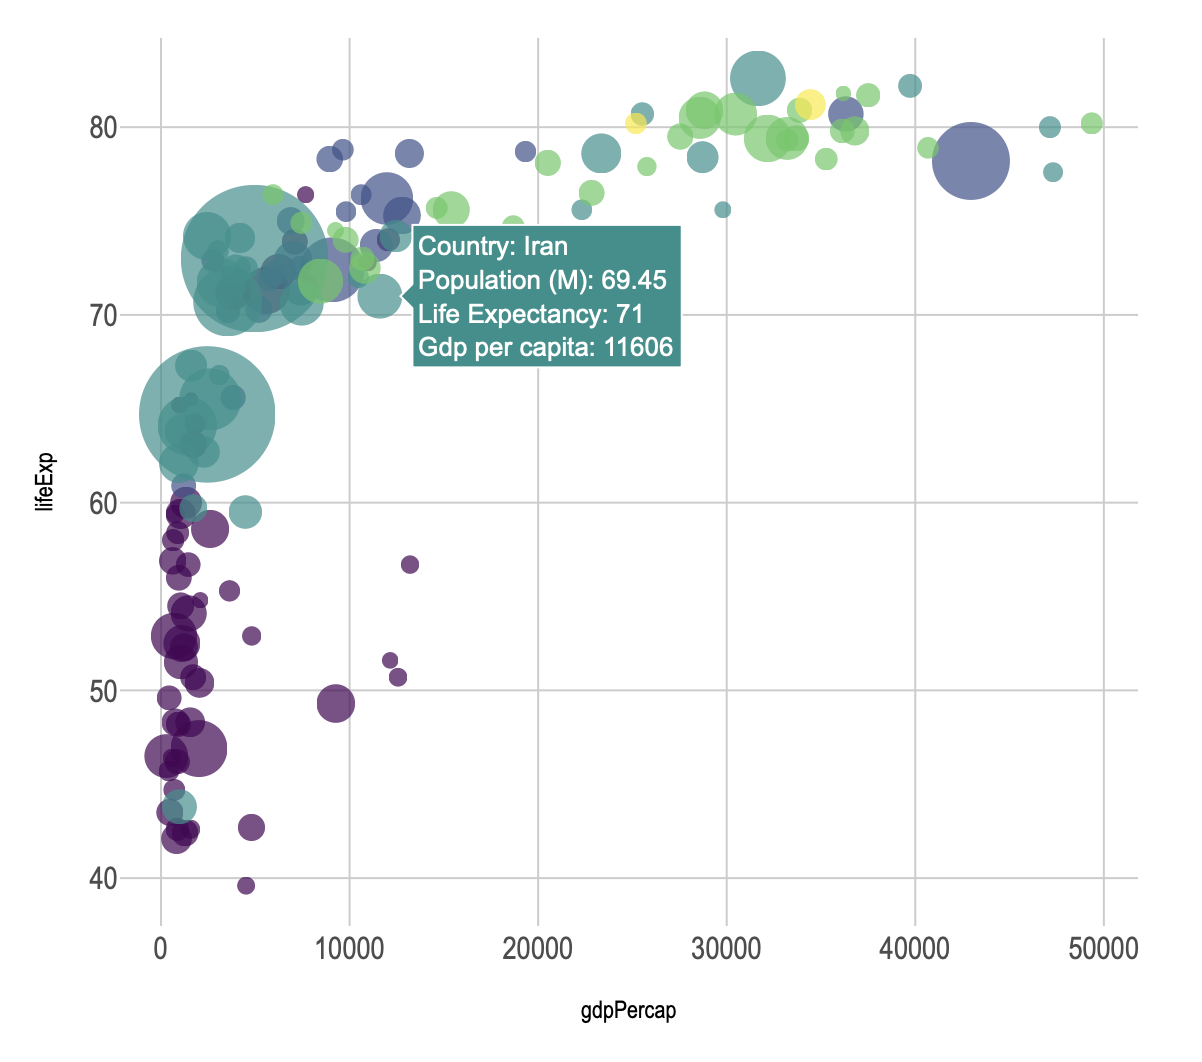 80
Country: Iran
Population (M): 69.45
Life Expectancy: 71
Gdp per capita: 11606
70
lifeExp
60
50
40
0 10000 20000 30000 40000 50000
gdpPercap